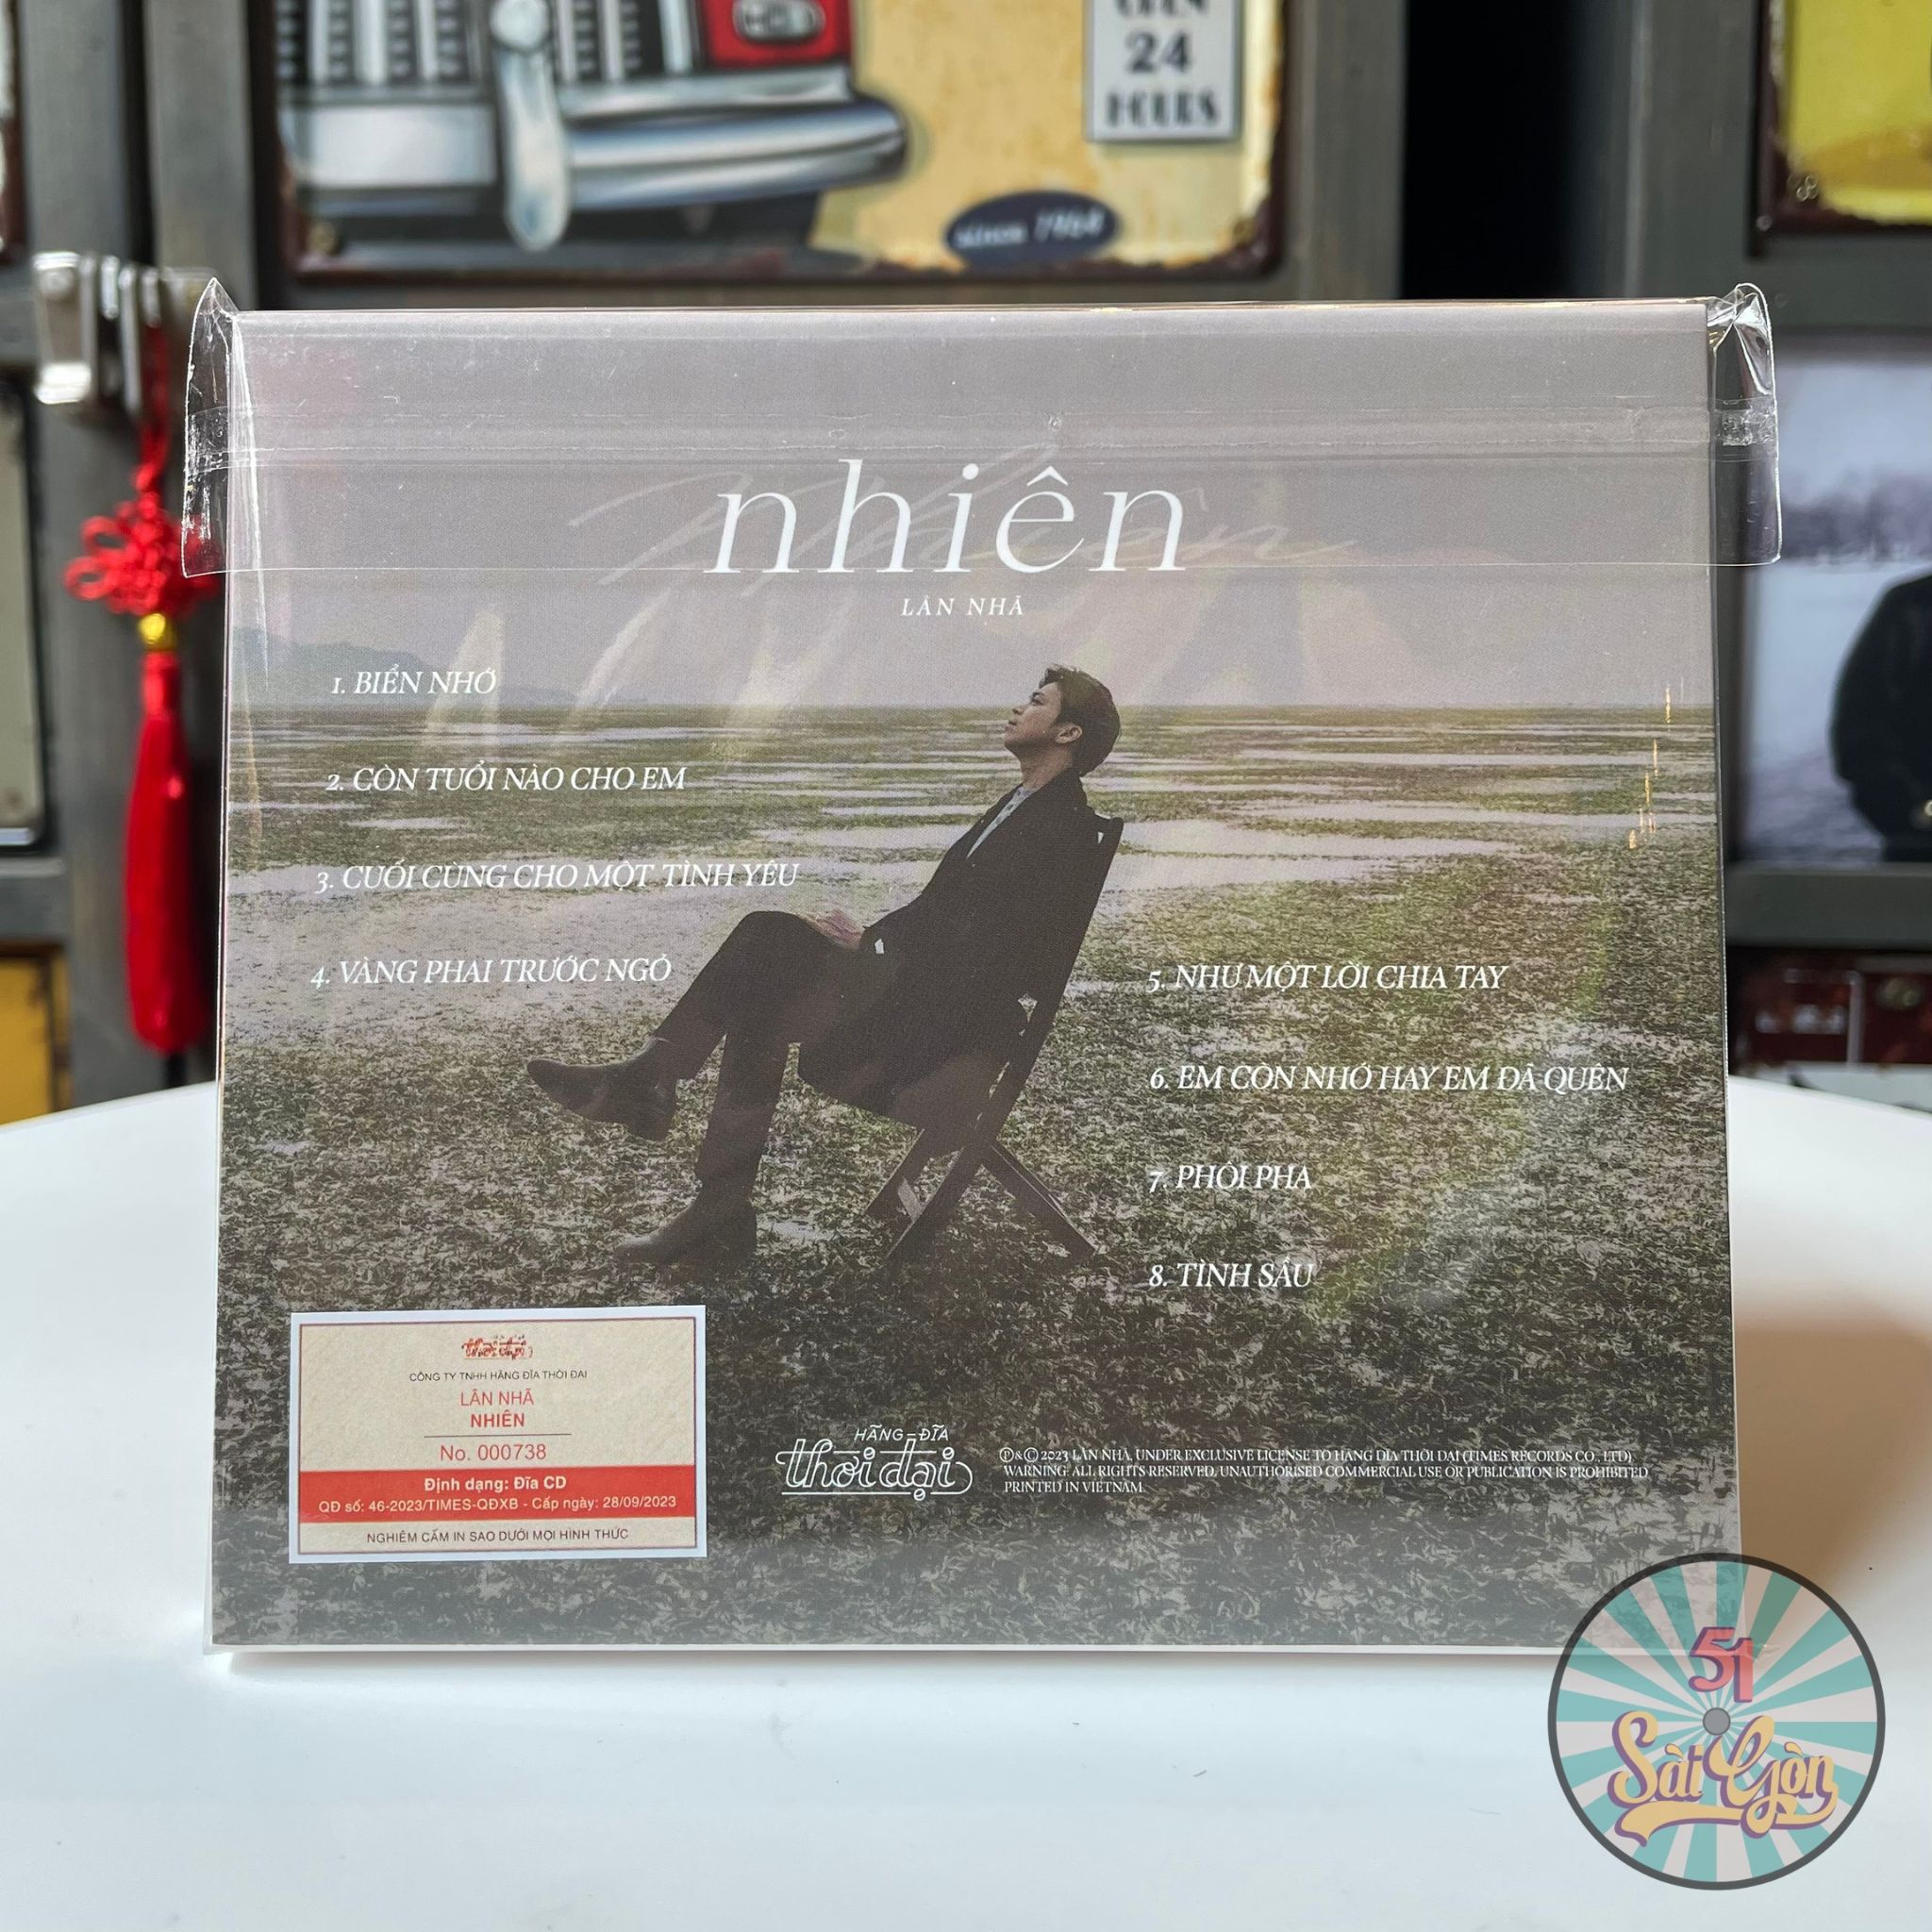 24
HOURS
since 1964
nhiên
LÂN NHÃ
1. BIỂN NHỚ
2. CÒN TUỔI NÀO CHO EM
3. CUỐI CÙNG CHO MỘT TÌNH YÊU
4. VÀNG PHAI TRƯỚC NGÕ
5. NHƯ MỘT LỜI CHIA TAY
6. EM CÒN NHỚ HAY EM ĐÃ QUÊN
7. PHÔI PHA
8. TÌNH SẦU
thời đại
CÔNG TY TNHH HÃNG ĐĨA THỜI ĐẠI
LÂN NHÃ
NHIÊN
No. 000738
Định dạng: Đĩa CD
QĐ số: 46-2023/TIMES-QĐXB - Cấp ngày: 28/09/2023
NGHIÊM CẤM IN SAO DƯỚI MỌI HÌNH THỨC
HÃNG ĐĨA
thời đại
Ⓟ&© 2023 LÂN NHÃ, UNDER EXCLUSIVE LICENSE TO HÃNG ĐĨA THỜI ĐẠI (TIMES RECORDS CO., LTD)
WARNING: ALL RIGHTS RESERVED. UNAUTHORISED COMMERCIAL USE OR PUBLICATION IS PROHIBITED
PRINTED IN VIETNAM
51
Sài Gòn